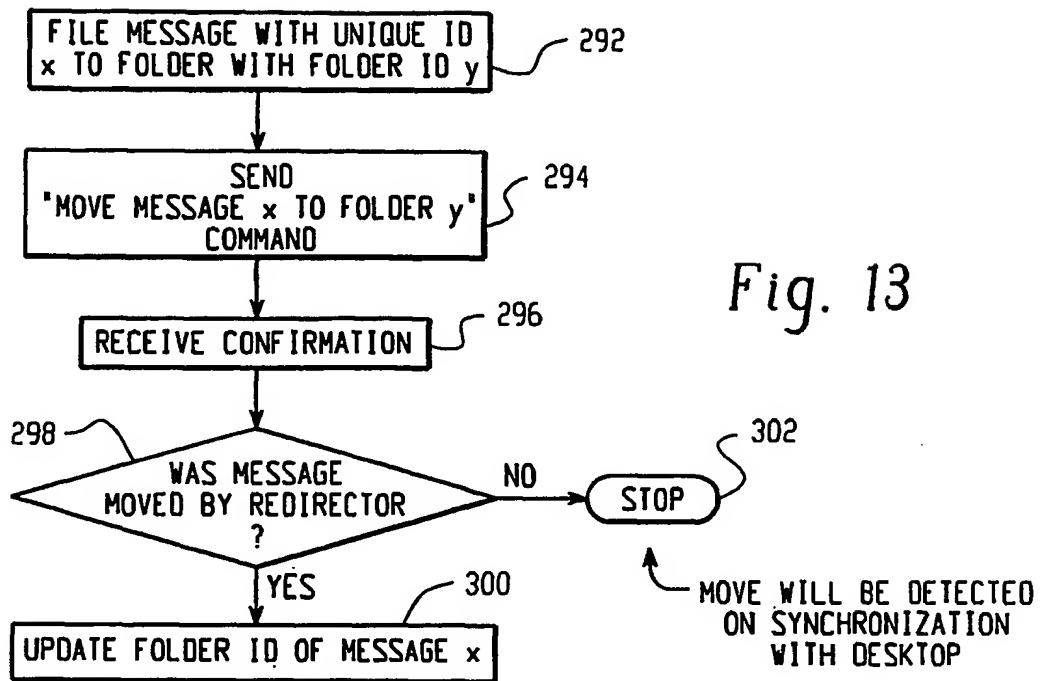 FILE MESSAGE WITH UNIQUE ID
x TO FOLDER WITH FOLDER ID y
292
SEND
"MOVE MESSAGE x TO FOLDER y"
COMMAND
294
Fig. 13
RECEIVE CONFIRMATION
296
298
WAS MESSAGE
MOVED BY REDIRECTOR
?
NO
STOP
302
YES
300
MOVE WILL BE DETECTED
ON SYNCHRONIZATION
WITH DESKTOP
UPDATE FOLDER ID OF MESSAGE x